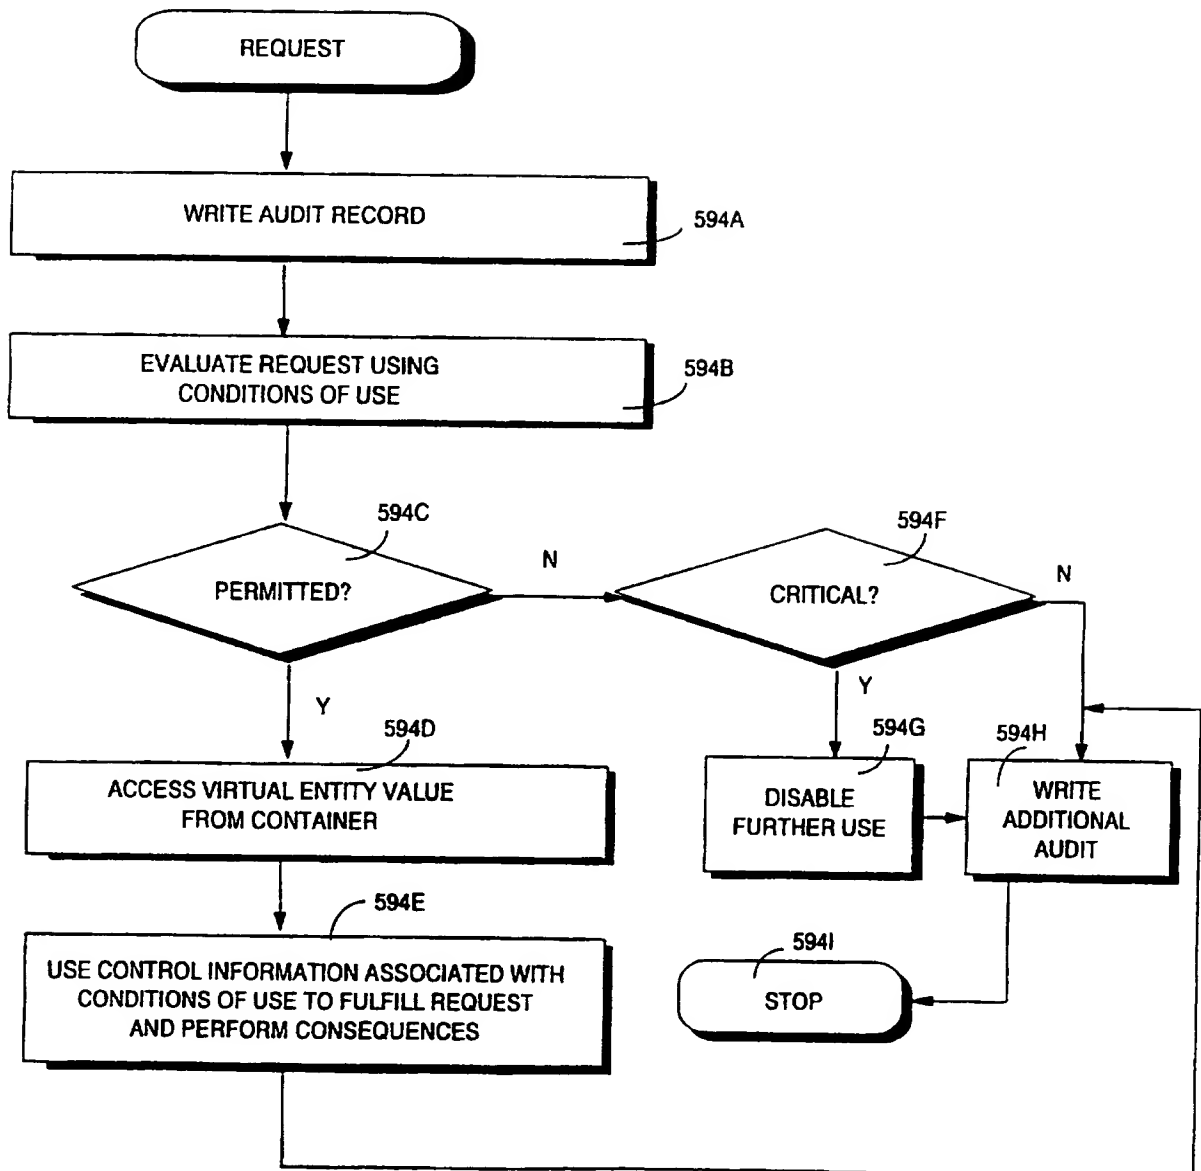 REQUEST
WRITE AUDIT RECORD
594A
EVALUATE REQUEST USING
CONDITIONS OF USE
594B
594C
PERMITTED?
N
594F
CRITICAL?
N
Y
Y
594D
ACCESS VIRTUAL ENTITY VALUE
FROM CONTAINER
594G
DISABLE
FURTHER USE
594H
WRITE
ADDITIONAL
AUDIT
594E
USE CONTROL INFORMATION ASSOCIATED WITH
CONDITIONS OF USE TO FULFILL REQUEST
AND PERFORM CONSEQUENCES
594I
STOP